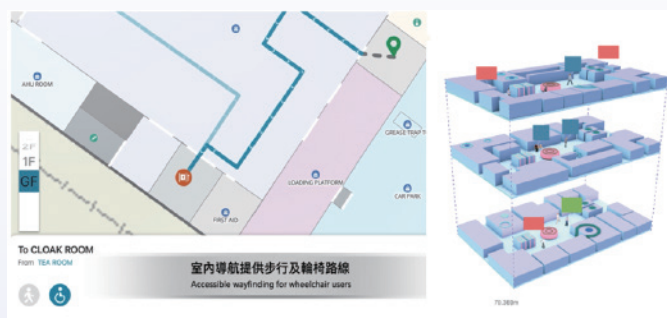 AHU ROOM
GREASE TRAP
2F
1F
GF
LOADING PLATFORM
CAR PARK
FIRST AID
To CLOAK ROOM
From TEA ROOM
室內導航提供步行及輪椅路線
Accessible wayfinding for wheelchair users